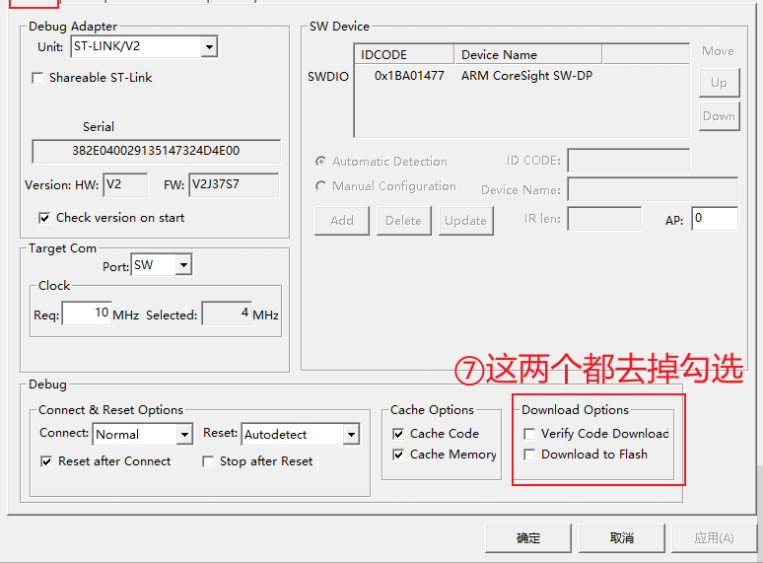 Debug Adapter
Unit: ST-LINK/V2
Shareable ST-Link
Serial
382E040029135147324D4E00
Version: HW: V2 FW: V2J37S7
Check version on start
Target Com
Port: SW
Clock
Req: 10 MHz Selected: 4 MHz
SW Device
IDCODE Device Name
SWDIO 0x1BA01477 ARM CoreSight SW-DP
Move
Up
Down
Automatic Detection ID CODE:
Manual Configuration Device Name:
Add Delete Update IR len: AP: 0
⑦这两个都去掉勾选
Debug
Connect & Reset Options
Connect: Normal Reset: Autodetect
Reset after Connect Stop after Reset
Cache Options
Cache Code
Cache Memory
Download Options
Verify Code Download
Download to Flash
确定 取消 应用(A)